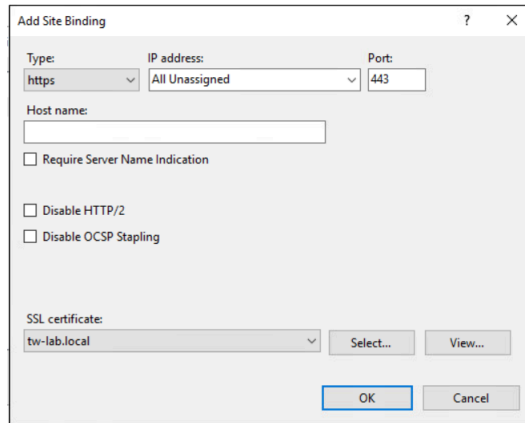 Add Site Binding ? X
Type: IP address: Port:
https All Unassigned 443
Host name:
Require Server Name Indication
Disable HTTP/2
Disable OCSP Stapling
SSL certificate:
tw-lab.local Select... View...
OK Cancel